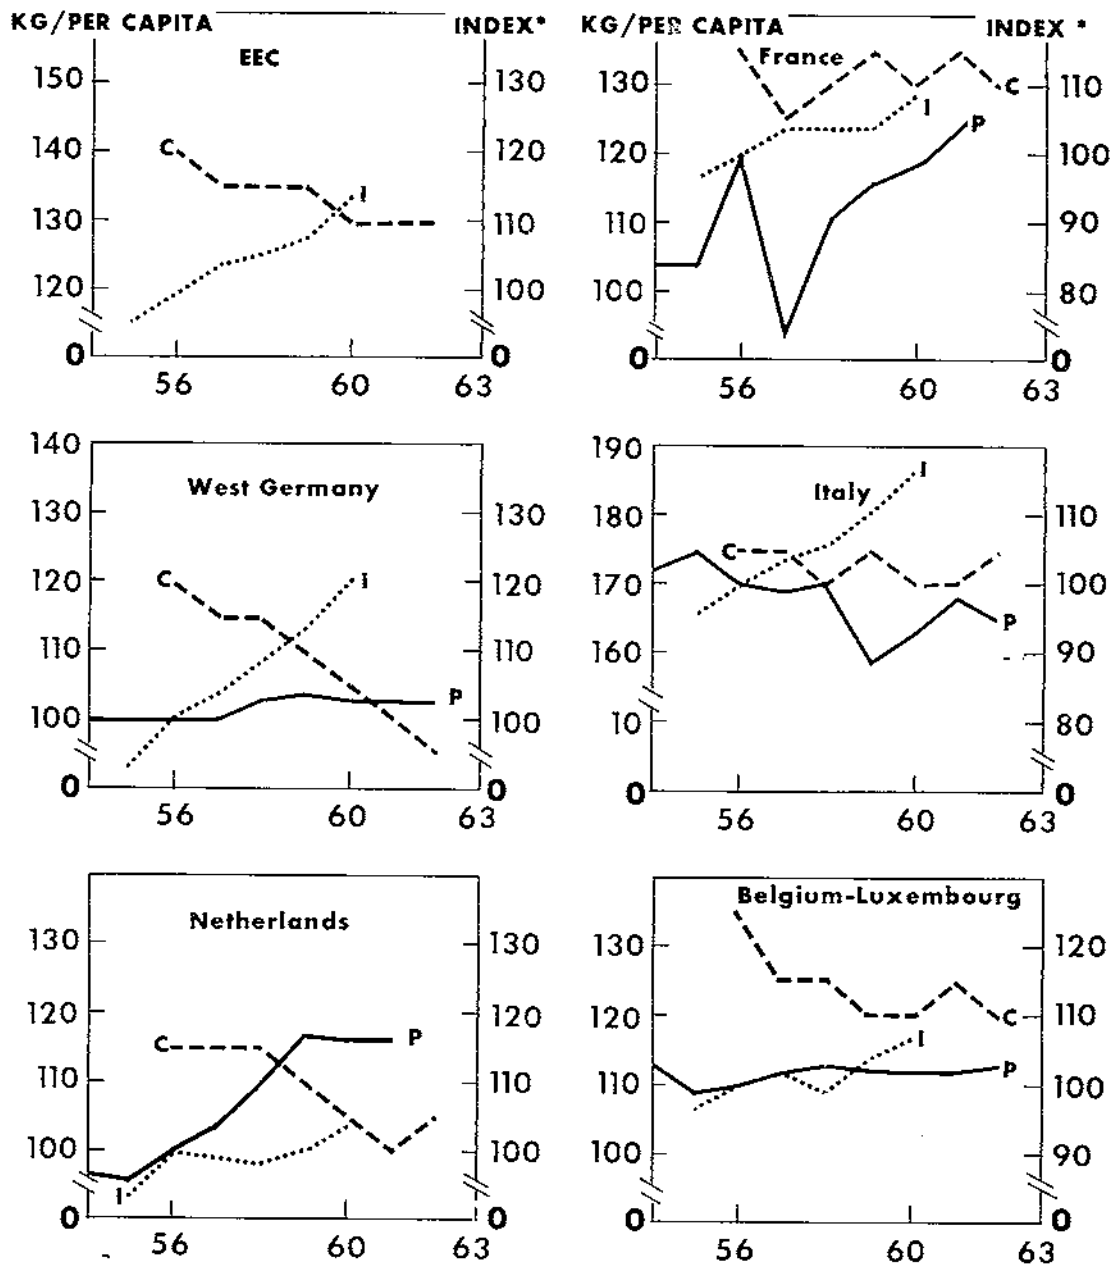 KG/PER CAPITA INDEX*
EEC
150
140
130
120
0
130
120
110
100
0
C
I
56 60 63
KG/PER CAPITA INDEX *
France
130
120
110
100
0
110
100
90
80
0
C
I
P
56 60 63
West Germany
140
130
120
110
100
0
130
120
110
100
0
C
I
P
56 60 63
Italy
190
180
170
160
10
0
110
100
90
80
0
C
I
P
56 60 63
Netherlands
130
120
110
100
0
130
120
110
100
0
C
P
I
56 60 63
Belgium-Luxembourg
130
120
110
100
0
120
110
100
90
0
C
I
P
56 60 63